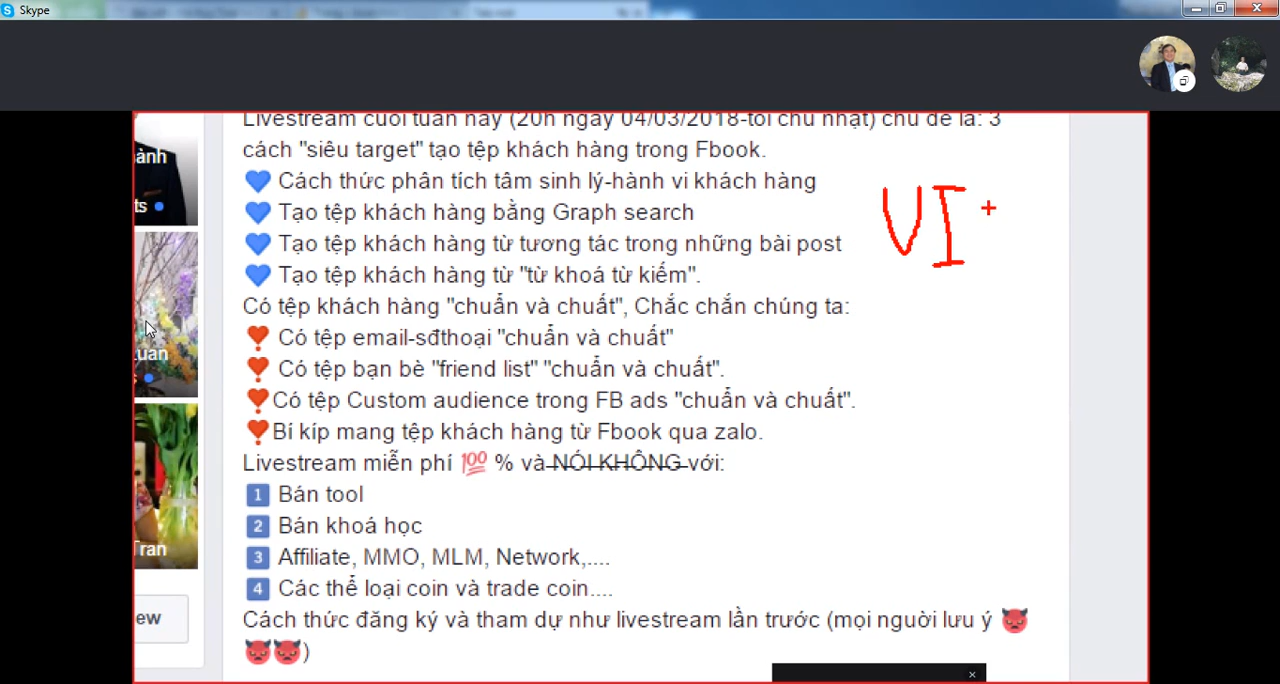 Skype
Livestream cuối tuần này (20h ngày 04/03/2018-tối chủ nhật) chủ đề là: 3
cách "siêu target" tạo tệp khách hàng trong Fbook.
Cách thức phân tích tâm sinh lý-hành vi khách hàng
Tạo tệp khách hàng bằng Graph search
Tạo tệp khách hàng từ tương tác trong những bài post
Tạo tệp khách hàng từ "từ khoá từ kiếm".
VI
Có tệp khách hàng "chuẩn và chuất", Chắc chắn chúng ta:
Có tệp email-sđthoại "chuẩn và chuất"
Có tệp bạn bè "friend list" "chuẩn và chuất".
Có tệp Custom audience trong FB ads "chuẩn và chuất".
Bí kíp mang tệp khách hàng từ Fbook qua zalo.
Livestream miễn phí 💯 % và NÓI KHÔNG với:
1 Bán tool
2 Bán khoá học
3 Affiliate, MMO, MLM, Network,....
4 Các thể loại coin và trade coin....
Cách thức đăng ký và tham dự như livestream lần trước (mọi nguời lưu ý 👿
👿👿)
ành
ts
uan
s
Tran
ew